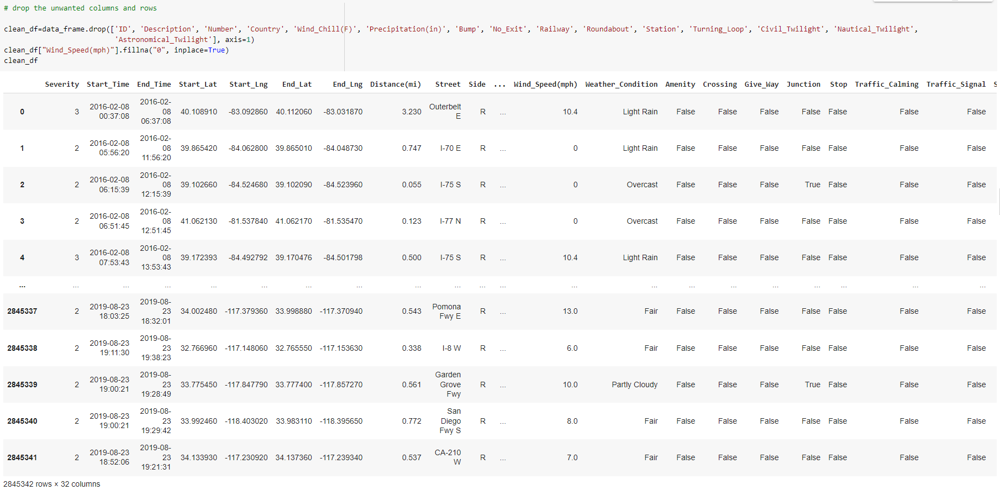 # drop the unwanted columns and rows
clean_df=data_frame.drop(['ID', 'Description', 'Number', 'Country', 'Wind_Chill(F)', 'Precipitation(in)', 'Bump', 'No_Exit', 'Railway', 'Roundabout', 'Station', 'Turning_Loop', 'Civil_Twilight', 'Nautical_Twilight',
'Astronomical_Twilight'], axis=1)
clean_df["Wind_Speed(mph)"].fillna("0", inplace=True)
clean_df
Severity Start_Time End_Time Start_Lat Start_Lng End_Lat End_Lng Distance(mi) Street Side ... Wind_Speed(mph) Weather_Condition Amenity Crossing Give_Way Junction Stop Traffic_Calming Traffic_Signal S
0 3 2016-02-08 00:37:08 2016-02-08 06:37:08 40.108910 -83.092860 40.112060 -83.031870 3.230 Outerbelt E R ... 10.4 Light Rain False False False False False False False
1 2 2016-02-08 05:56:20 2016-02-08 11:56:20 39.865420 -84.062800 39.865010 -84.048730 0.747 I-70 E R ... 0 Light Rain False False False False False False False
2 2 2016-02-08 06:15:39 2016-02-08 12:15:39 39.102660 -84.524680 39.102090 -84.523960 0.055 I-75 S R ... 0 Overcast False False False True False False False
3 2 2016-02-08 06:51:45 2016-02-08 12:51:45 41.062130 -81.537840 41.062170 -81.535470 0.123 I-77 N R ... 0 Overcast False False False False False False False
4 3 2016-02-08 07:53:43 2016-02-08 13:53:43 39.172393 -84.492792 39.170476 -84.501798 0.500 I-75 S R ... 10.4 Light Rain False False False False False False False
... ... ... ... ... ... ... ... ... ... ... ... ... ... ... ... ... ... ... ... ...
2845337 2 2019-08-23 18:03:25 2019-08-23 18:32:01 34.002480 -117.379360 33.998880 -117.370940 0.543 Pomona Fwy E R ... 13.0 Fair False False False False False False False
2845338 2 2019-08-23 19:11:30 2019-08-23 19:38:23 32.766960 -117.148060 32.765550 -117.153630 0.338 I-8 W R ... 6.0 Fair False False False False False False False
2845339 2 2019-08-23 19:00:21 2019-08-23 19:28:49 33.775450 -117.847790 33.777400 -117.857270 0.561 Garden Grove Fwy R ... 10.0 Partly Cloudy False False False True False False False
2845340 2 2019-08-23 19:00:21 2019-08-23 19:29:42 33.992460 -118.403020 33.983110 -118.395650 0.772 San Diego Fwy S R ... 8.0 Fair False False False False False False False
2845341 2 2019-08-23 18:52:06 2019-08-23 19:21:31 34.133930 -117.230920 34.137360 -117.239340 0.537 CA-210 W R ... 7.0 Fair False False False False False False False
2845342 rows × 32 columns